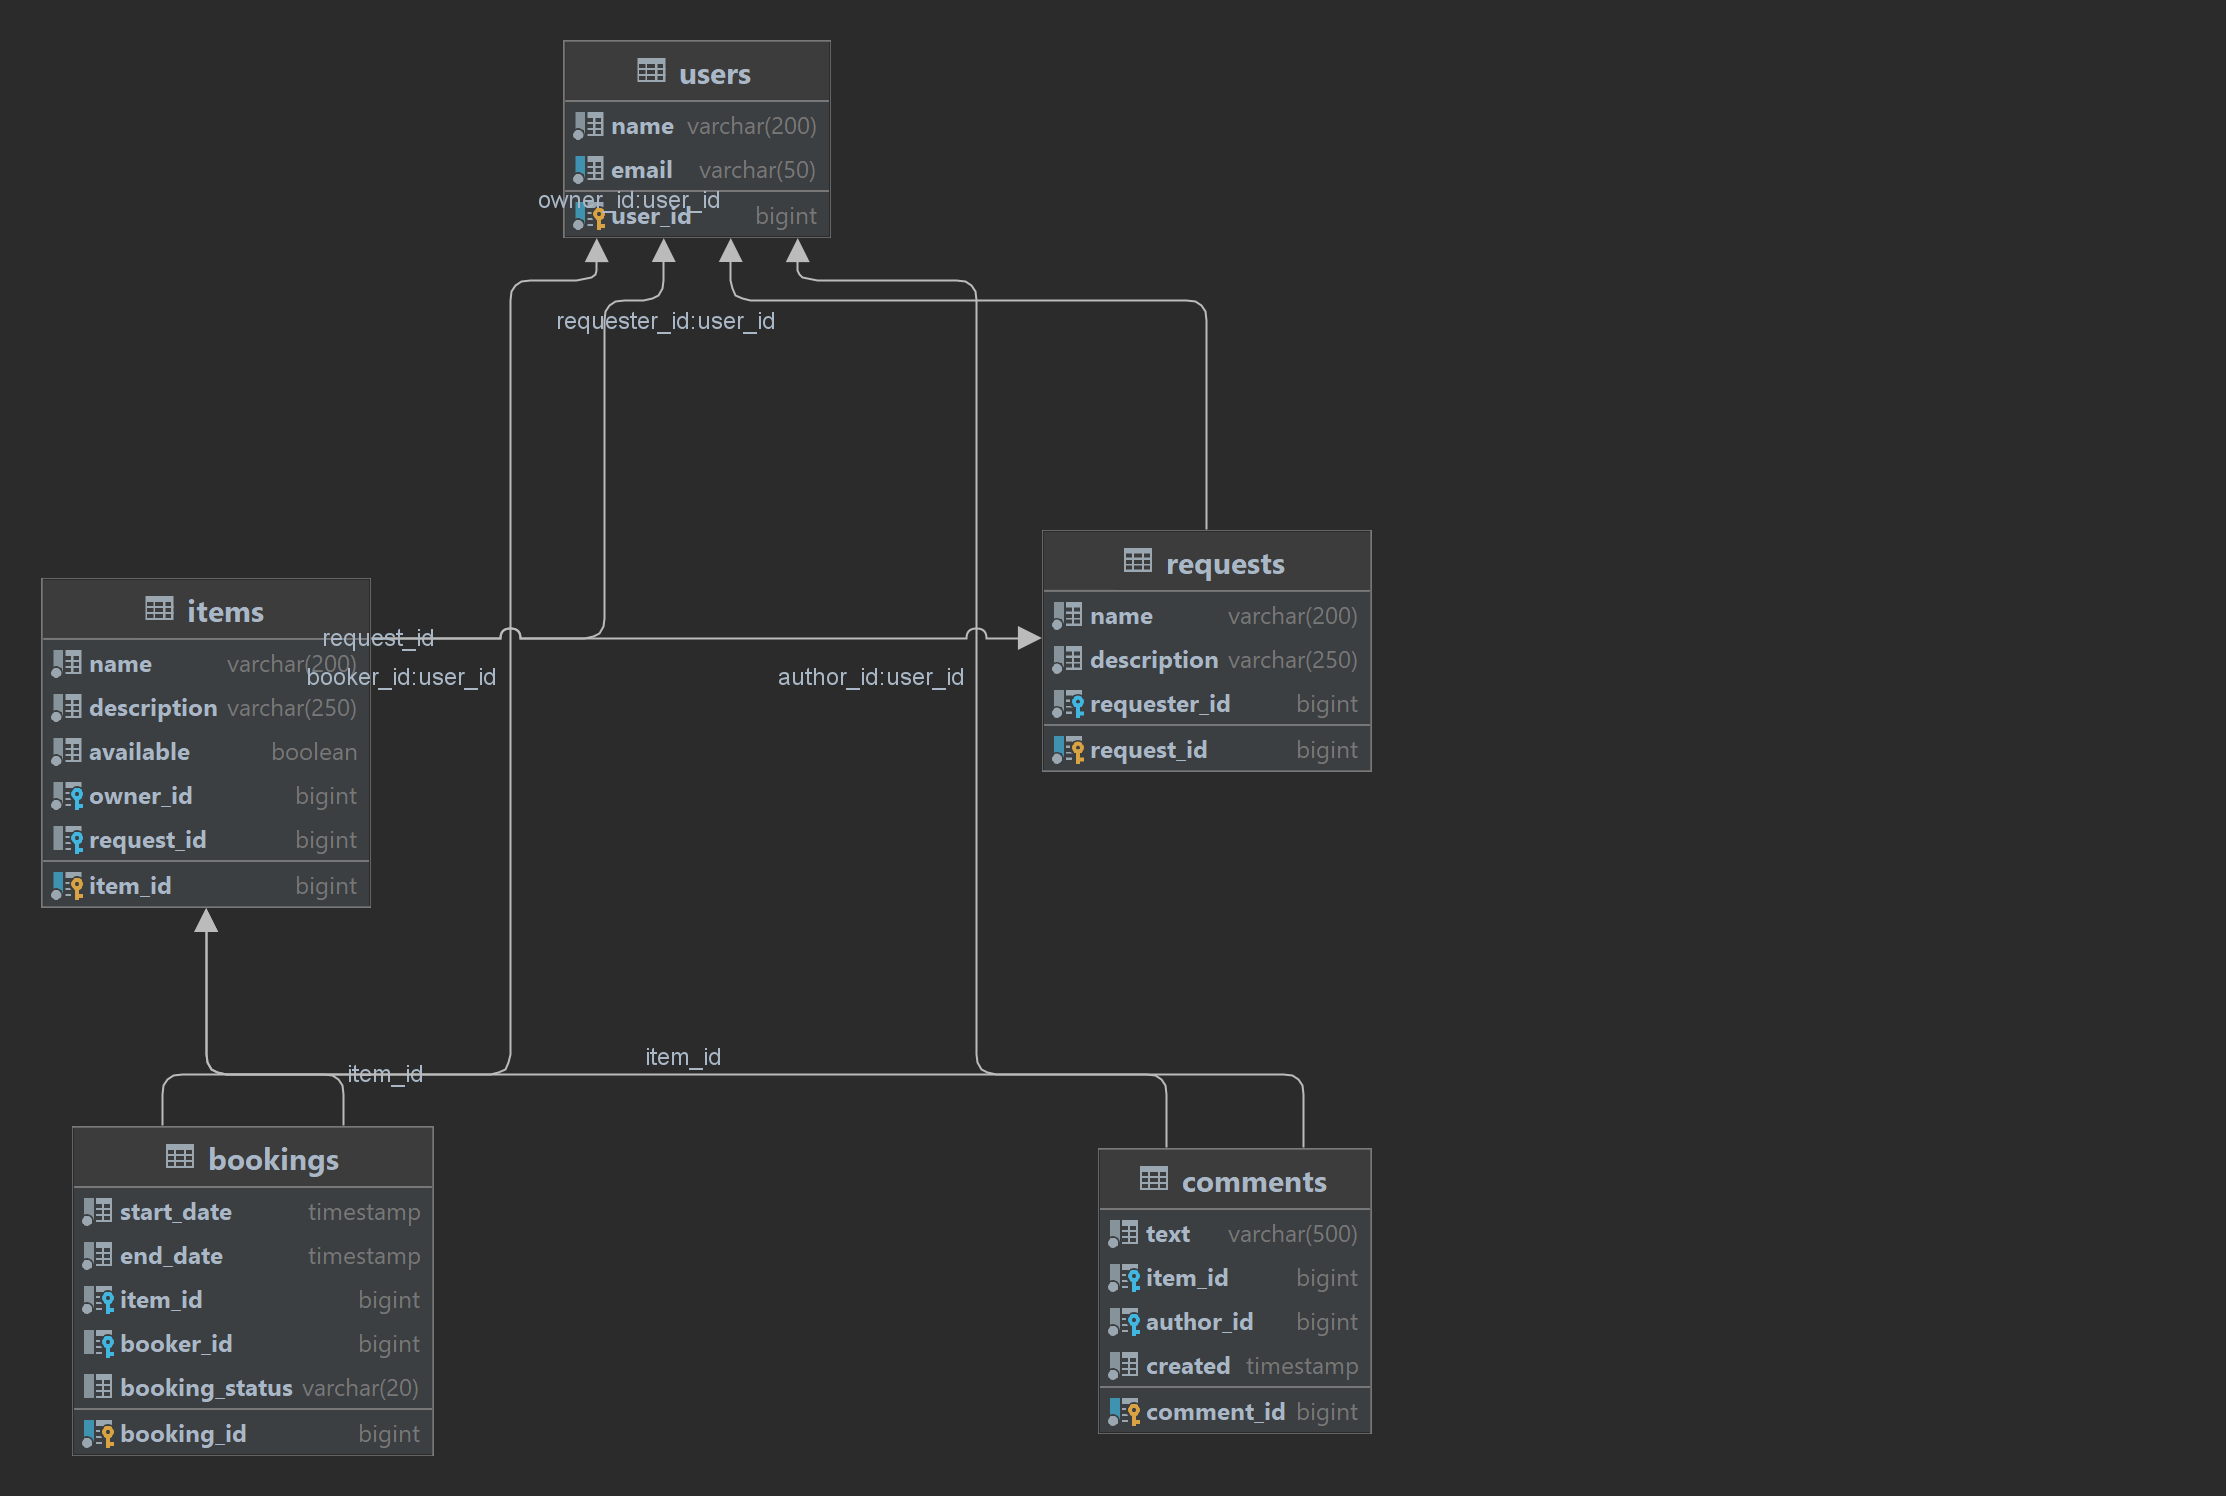 users
name varchar(200)
email varchar(50)
owner_id:user_id
user_id bigint
requester_id:user_id
requests
name varchar(200)
description varchar(250)
requester_id bigint
request_id bigint
items
request_id
name varchar(200)
booker_id:user_id
author_id:user_id
description varchar(250)
available boolean
owner_id bigint
request_id bigint
item_id bigint
item_id
item_id
bookings
start_date timestamp
end_date timestamp
item_id bigint
booker_id bigint
booking_status varchar(20)
booking_id bigint
comments
text varchar(500)
item_id bigint
author_id bigint
created timestamp
comment_id bigint